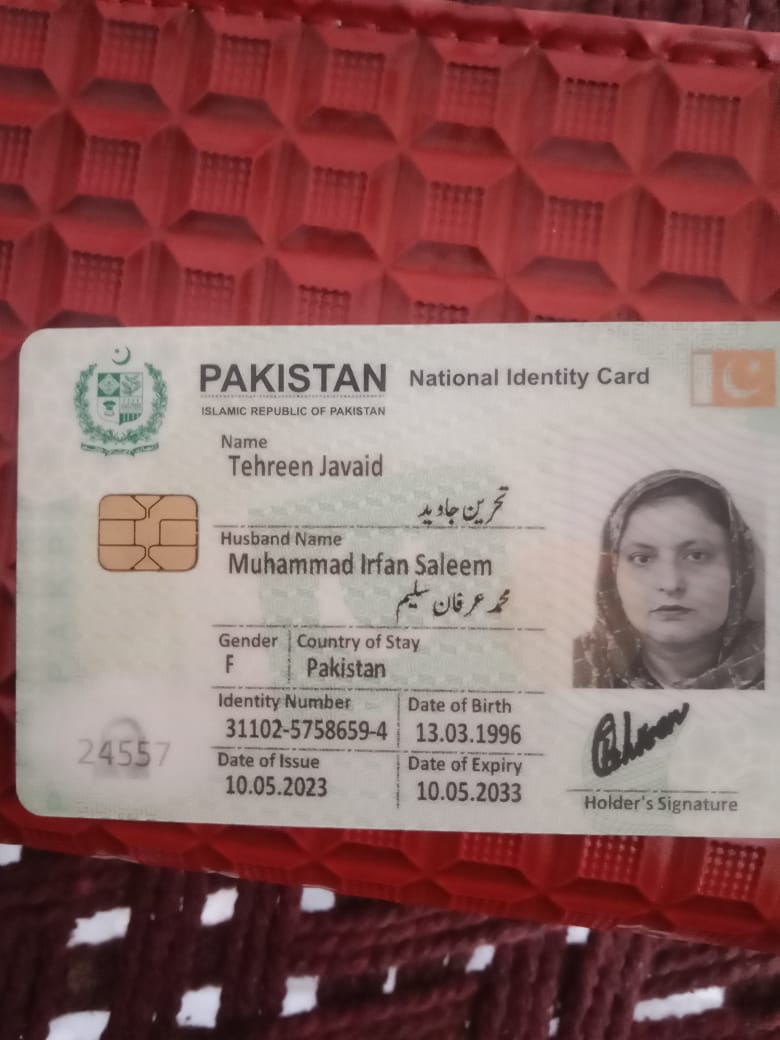 PAKISTAN National Identity Card
ISLAMIC REPUBLIC OF PAKISTAN
Name
Tehreen Javaid
تحرین جاوید
Husband Name
Muhammad Irfan Saleem
محمد عرفان سلیم
Gender Country of Stay
F Pakistan
Identity Number Date of Birth
31102-5758659-4 13.03.1996
24557
Date of Issue Date of Expiry
10.05.2023 10.05.2033
Holder's Signature